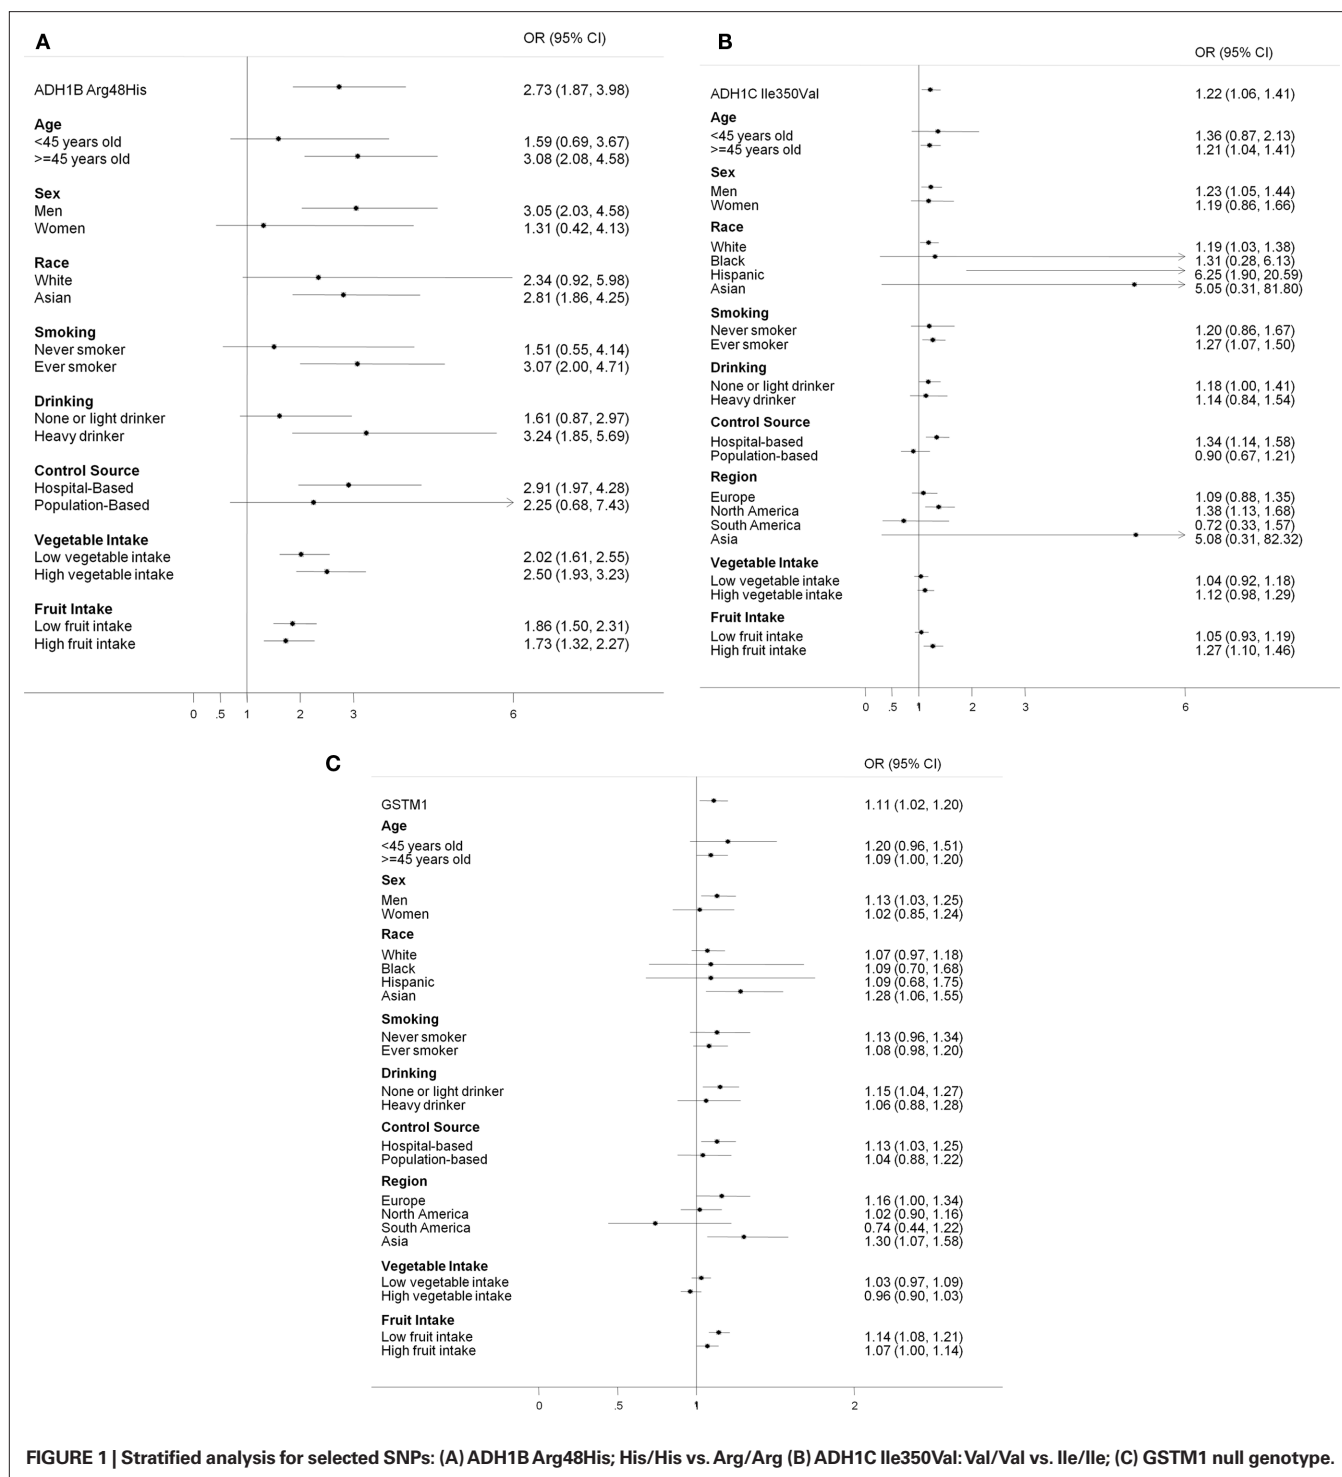 A
OR (95% CI)
ADH1B Arg48His 2.73 (1.87, 3.98)
Age
<45 years old 1.59 (0.69, 3.67)
>=45 years old 3.08 (2.08, 4.58)
Sex
Men 3.05 (2.03, 4.58)
Women 1.31 (0.42, 4.13)
Race
White 2.34 (0.92, 5.98)
Asian 2.81 (1.86, 4.25)
Smoking
Never smoker 1.51 (0.55, 4.14)
Ever smoker 3.07 (2.00, 4.71)
Drinking
None or light drinker 1.61 (0.87, 2.97)
Heavy drinker 3.24 (1.85, 5.69)
Control Source
Hospital-Based 2.91 (1.97, 4.28)
Population-Based 2.25 (0.68, 7.43)
Vegetable Intake
Low vegetable intake 2.02 (1.61, 2.55)
High vegetable intake 2.50 (1.93, 3.23)
Fruit Intake
Low fruit intake 1.86 (1.50, 2.31)
High fruit intake 1.73 (1.32, 2.27)
0 .5 1 2 3 6
B
OR (95% CI)
ADH1C Ile350Val 1.22 (1.06, 1.41)
Age
<45 years old 1.36 (0.87, 2.13)
>=45 years old 1.21 (1.04, 1.41)
Sex
Men 1.23 (1.05, 1.44)
Women 1.19 (0.86, 1.66)
Race
White 1.19 (1.03, 1.38)
Black 1.31 (0.28, 6.13)
Hispanic 6.25 (1.90, 20.59)
Asian 5.05 (0.31, 81.80)
Smoking
Never smoker 1.20 (0.86, 1.67)
Ever smoker 1.27 (1.07, 1.50)
Drinking
None or light drinker 1.18 (1.00, 1.41)
Heavy drinker 1.14 (0.84, 1.54)
Control Source
Hospital-based 1.34 (1.14, 1.58)
Population-based 0.90 (0.67, 1.21)
Region
Europe 1.09 (0.88, 1.35)
North America 1.38 (1.13, 1.68)
South America 0.72 (0.33, 1.57)
Asia 5.08 (0.31, 82.32)
Vegetable Intake
Low vegetable intake 1.04 (0.92, 1.18)
High vegetable intake 1.12 (0.98, 1.29)
Fruit Intake
Low fruit intake 1.05 (0.93, 1.19)
High fruit intake 1.27 (1.10, 1.46)
0 .5 1 2 3 6
C
OR (95% CI)
GSTM1 1.11 (1.02, 1.20)
Age
<45 years old 1.20 (0.96, 1.51)
>=45 years old 1.09 (1.00, 1.20)
Sex
Men 1.13 (1.03, 1.25)
Women 1.02 (0.85, 1.24)
Race
White 1.07 (0.97, 1.18)
Black 1.09 (0.70, 1.68)
Hispanic 1.09 (0.68, 1.75)
Asian 1.28 (1.06, 1.55)
Smoking
Never smoker 1.13 (0.96, 1.34)
Ever smoker 1.08 (0.98, 1.20)
Drinking
None or light drinker 1.15 (1.04, 1.27)
Heavy drinker 1.06 (0.88, 1.28)
Control Source
Hospital-based 1.13 (1.03, 1.25)
Population-based 1.04 (0.88, 1.22)
Region
Europe 1.16 (1.00, 1.34)
North America 1.02 (0.90, 1.16)
South America 0.74 (0.44, 1.22)
Asia 1.30 (1.07, 1.58)
Vegetable Intake
Low vegetable intake 1.03 (0.97, 1.09)
High vegetable intake 0.96 (0.90, 1.03)
Fruit Intake
Low fruit intake 1.14 (1.08, 1.21)
High fruit intake 1.07 (1.00, 1.14)
0 .5 1 2
FIGURE 1 | Stratified analysis for selected SNPs: (A) ADH1B Arg48His; His/His vs. Arg/Arg (B) ADH1C Ile350Val: Val/Val vs. Ile/Ile; (C) GSTM1 null genotype.